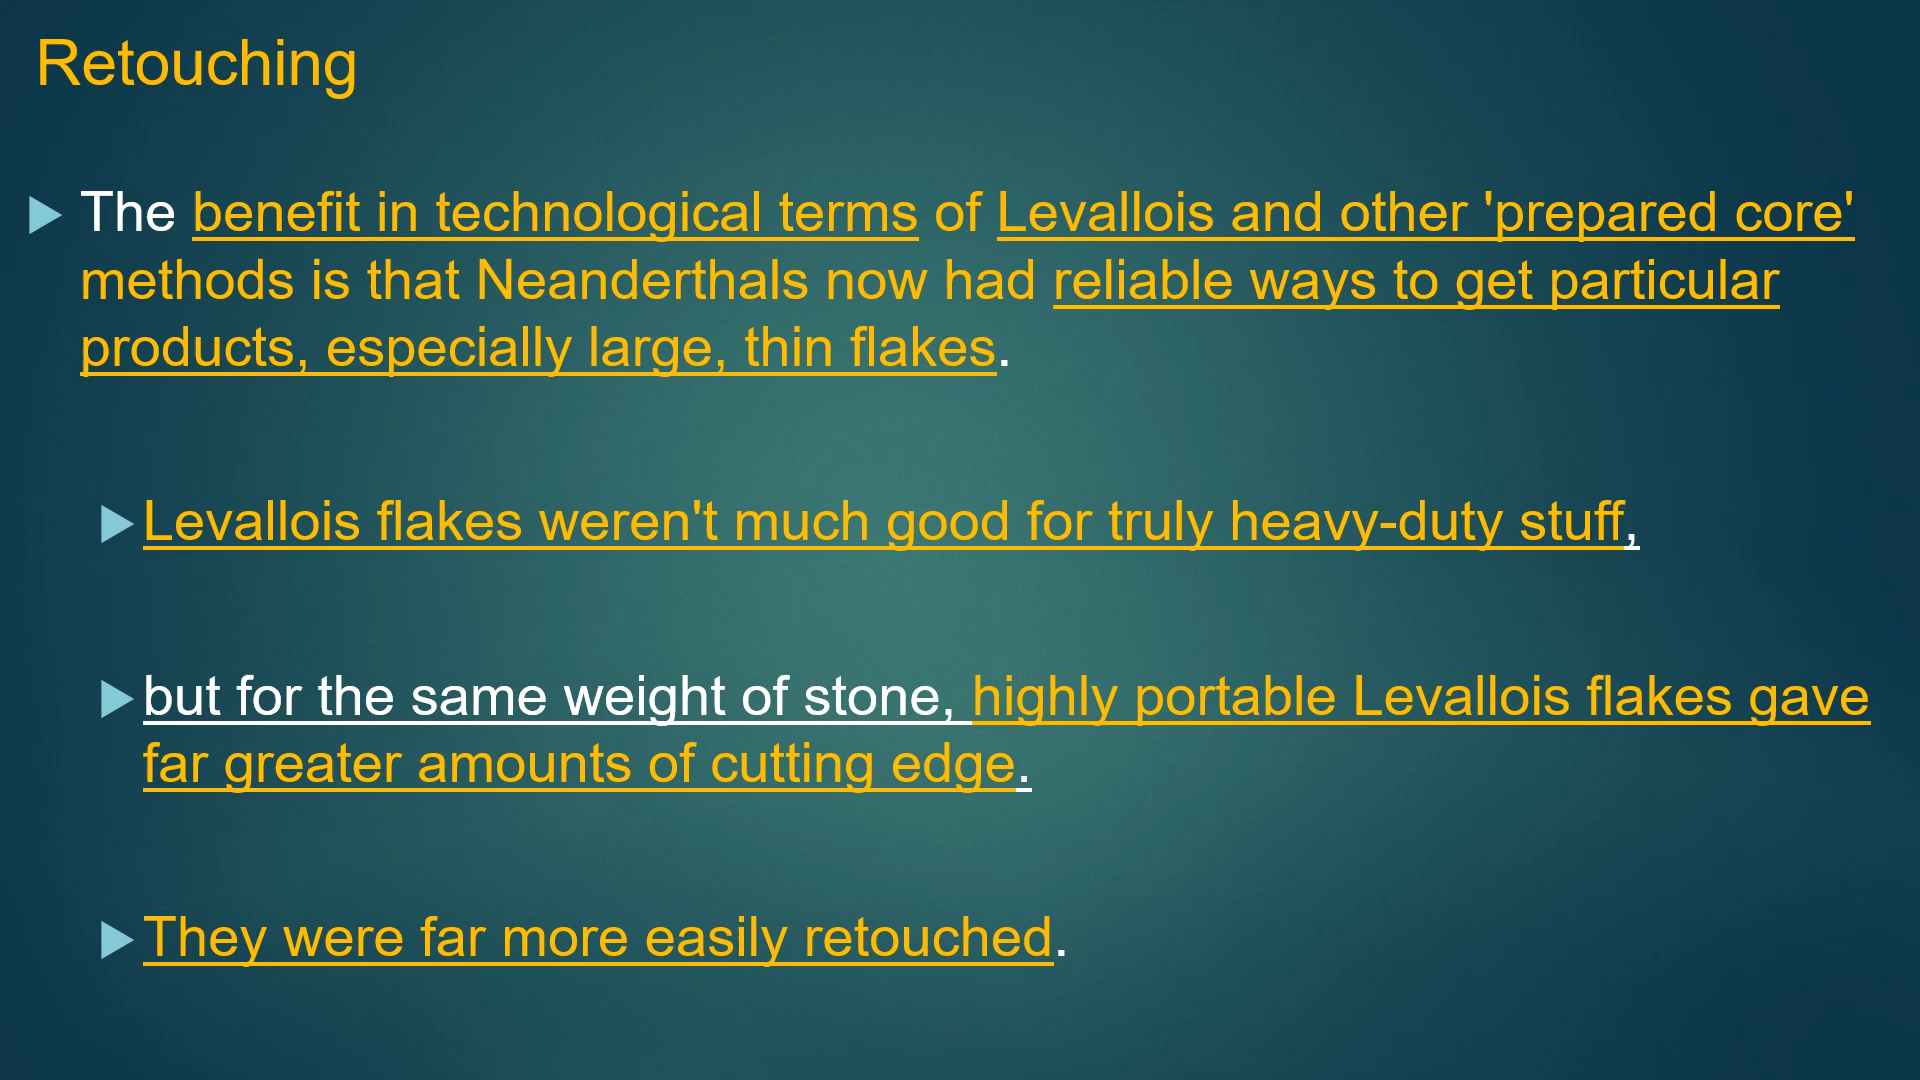 Retouching
The benefit in technological terms of Levallois and other 'prepared core'
methods is that Neanderthals now had reliable ways to get particular
products, especially large, thin flakes.
Levallois flakes weren't much good for truly heavy-duty stuff,
but for the same weight of stone, highly portable Levallois flakes gave
far greater amounts of cutting edge.
They were far more easily retouched.